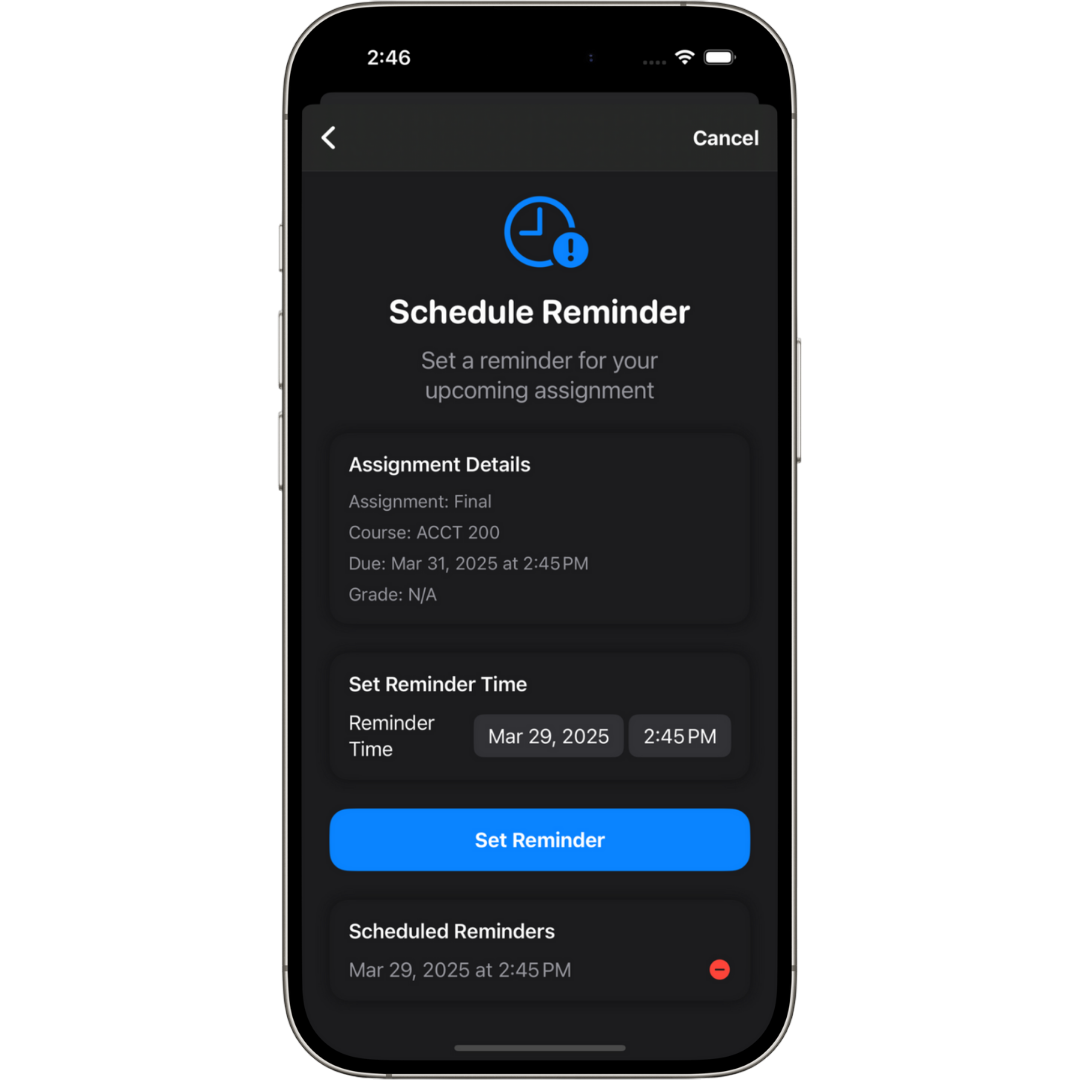 2:46
Cancel
Schedule Reminder
Set a reminder for your
upcoming assignment
Assignment Details
Assignment: Final
Course: ACCT 200
Due: Mar 31, 2025 at 2:45 PM
Grade: N/A
Set Reminder Time
Reminder
Time
Mar 29, 2025
2:45 PM
Set Reminder
Scheduled Reminders
Mar 29, 2025 at 2:45 PM